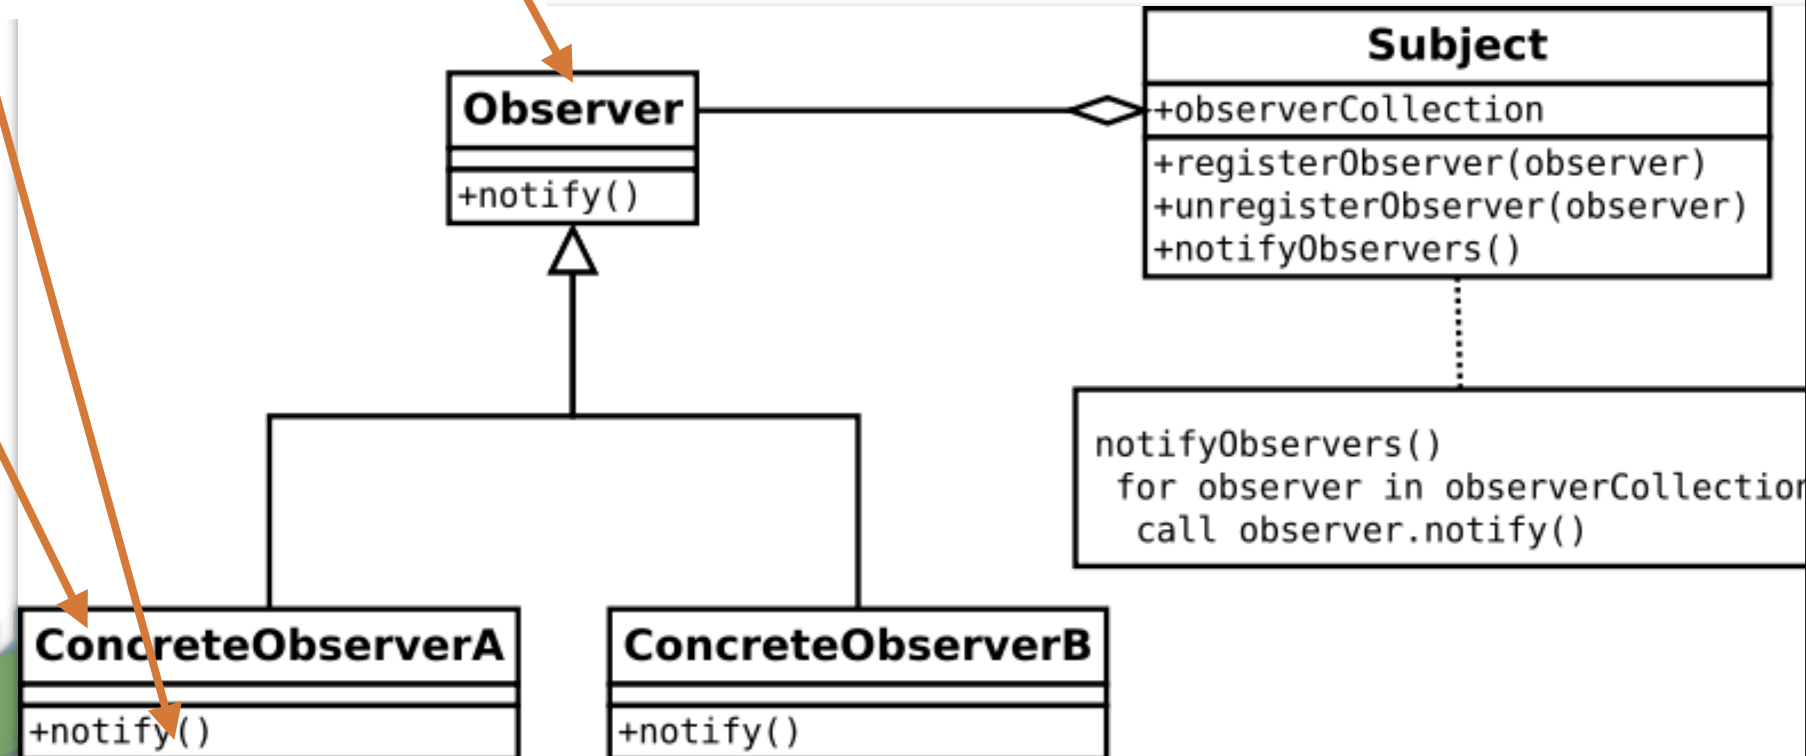 Subject
+observerCollection
+registerObserver(observer)
+unregisterObserver(observer)
+notifyObservers()
Observer
+notify()
notifyObservers()
for observer in observerCollection
call observer.notify()
ConcreteObserverA
+notify()
ConcreteObserverB
+notify()